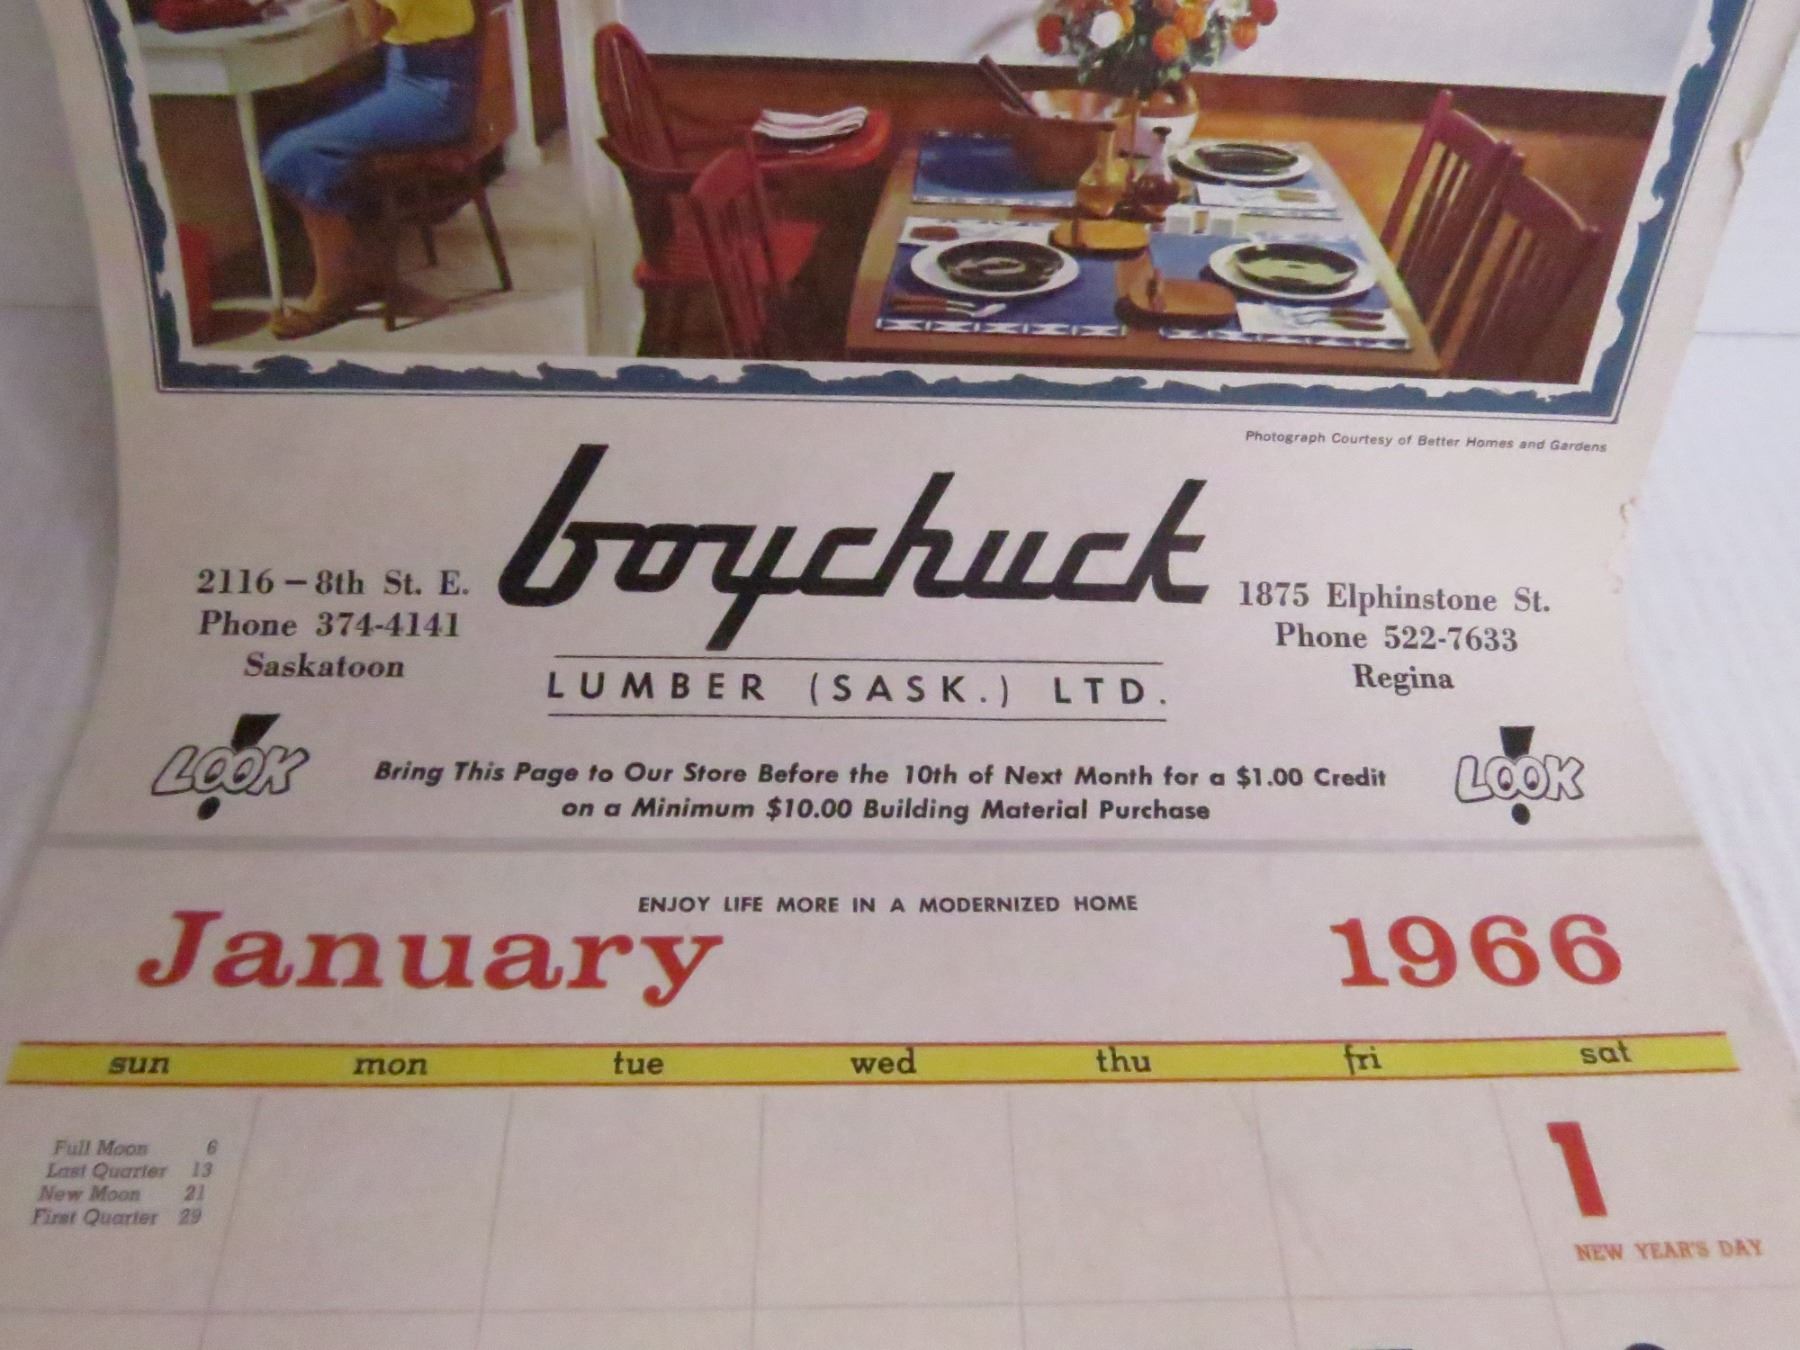 Photograph Courtesy of Better Homes and Gardens
boychuck
LUMBER (SASK.) LTD.
2116 – 8th St. E.
Phone 374-4141
Saskatoon
1875 Elphinstone St.
Phone 522-7633
Regina
LOOK
Bring This Page to Our Store Before the 10th of Next Month for a $1.00 Credit
on a Minimum $10.00 Building Material Purchase
LOOK
ENJOY LIFE MORE IN A MODERNIZED HOME
January 1966
sun mon tue wed thu fri sat
Full Moon 6
Last Quarter 13
New Moon 21
First Quarter 29
1
NEW YEAR'S DAY